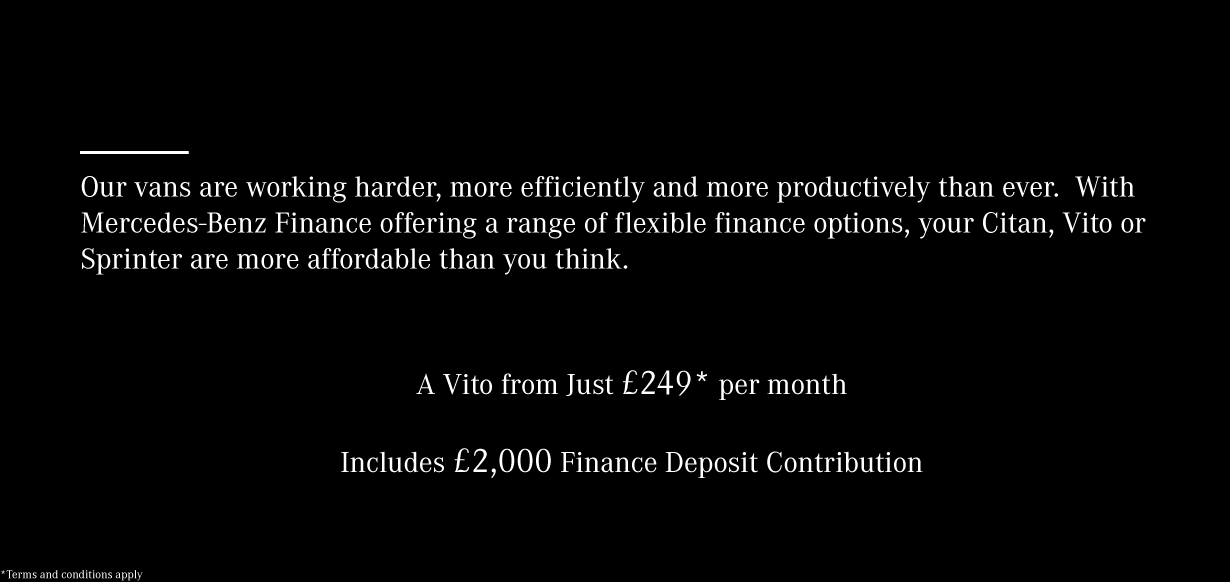 Our vans are working harder, more efficiently and more productively than ever.  With
Mercedes-Benz Finance offering a range of flexible finance options, your Citan, Vito or
Sprinter are more affordable than you think.
A Vito from Just £249* per month
Includes £2,000 Finance Deposit Contribution
*Terms and conditions apply